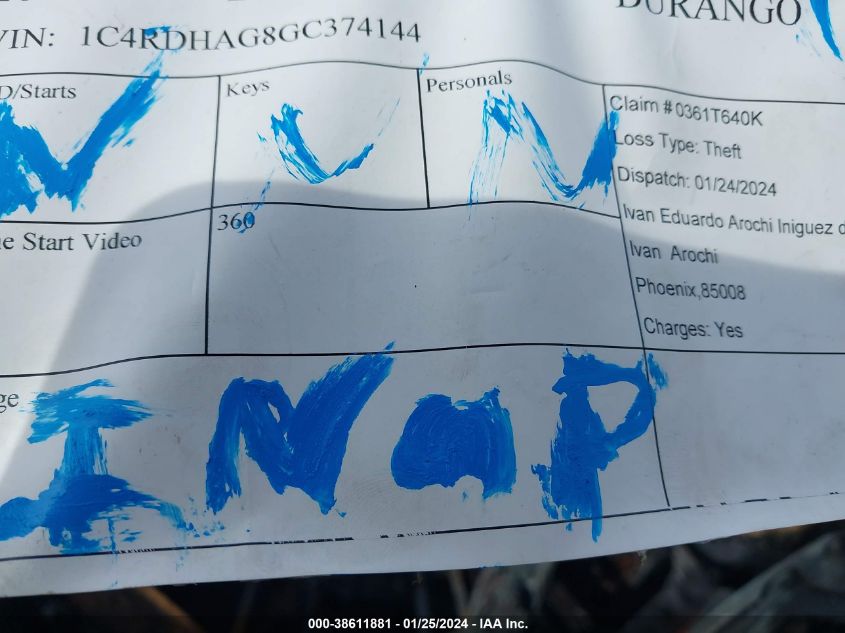 DURANGO
VIN: 1C4RDHAG8GC374144
D/Starts
Keys
Personals
N
N
Claim #0361T640K
Loss Type: Theft
Dispatch: 01/24/2024
Ivan Eduardo Arochi Iniguez
Ivan Arochi
Phoenix,85008
Charges: Yes
360
e Start Video
ge
INOP
000-38611881 - 01/25/2024 - IAA Inc.